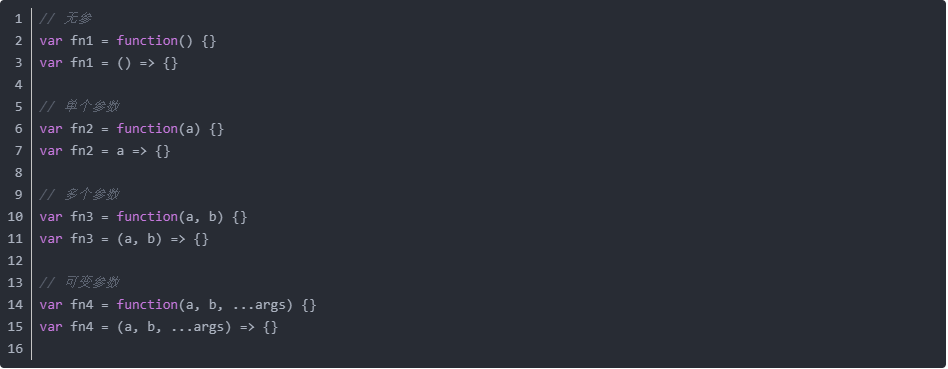 1 // 无参
2 var fn1 = function() {}
3 var fn1 = () => {}
4
5 // 单个参数
6 var fn2 = function(a) {}
7 var fn2 = a => {}
8
9 // 多个参数
10 var fn3 = function(a, b) {}
11 var fn3 = (a, b) => {}
12
13 // 可变参数
14 var fn4 = function(a, b, ...args) {}
15 var fn4 = (a, b, ...args) => {}
16